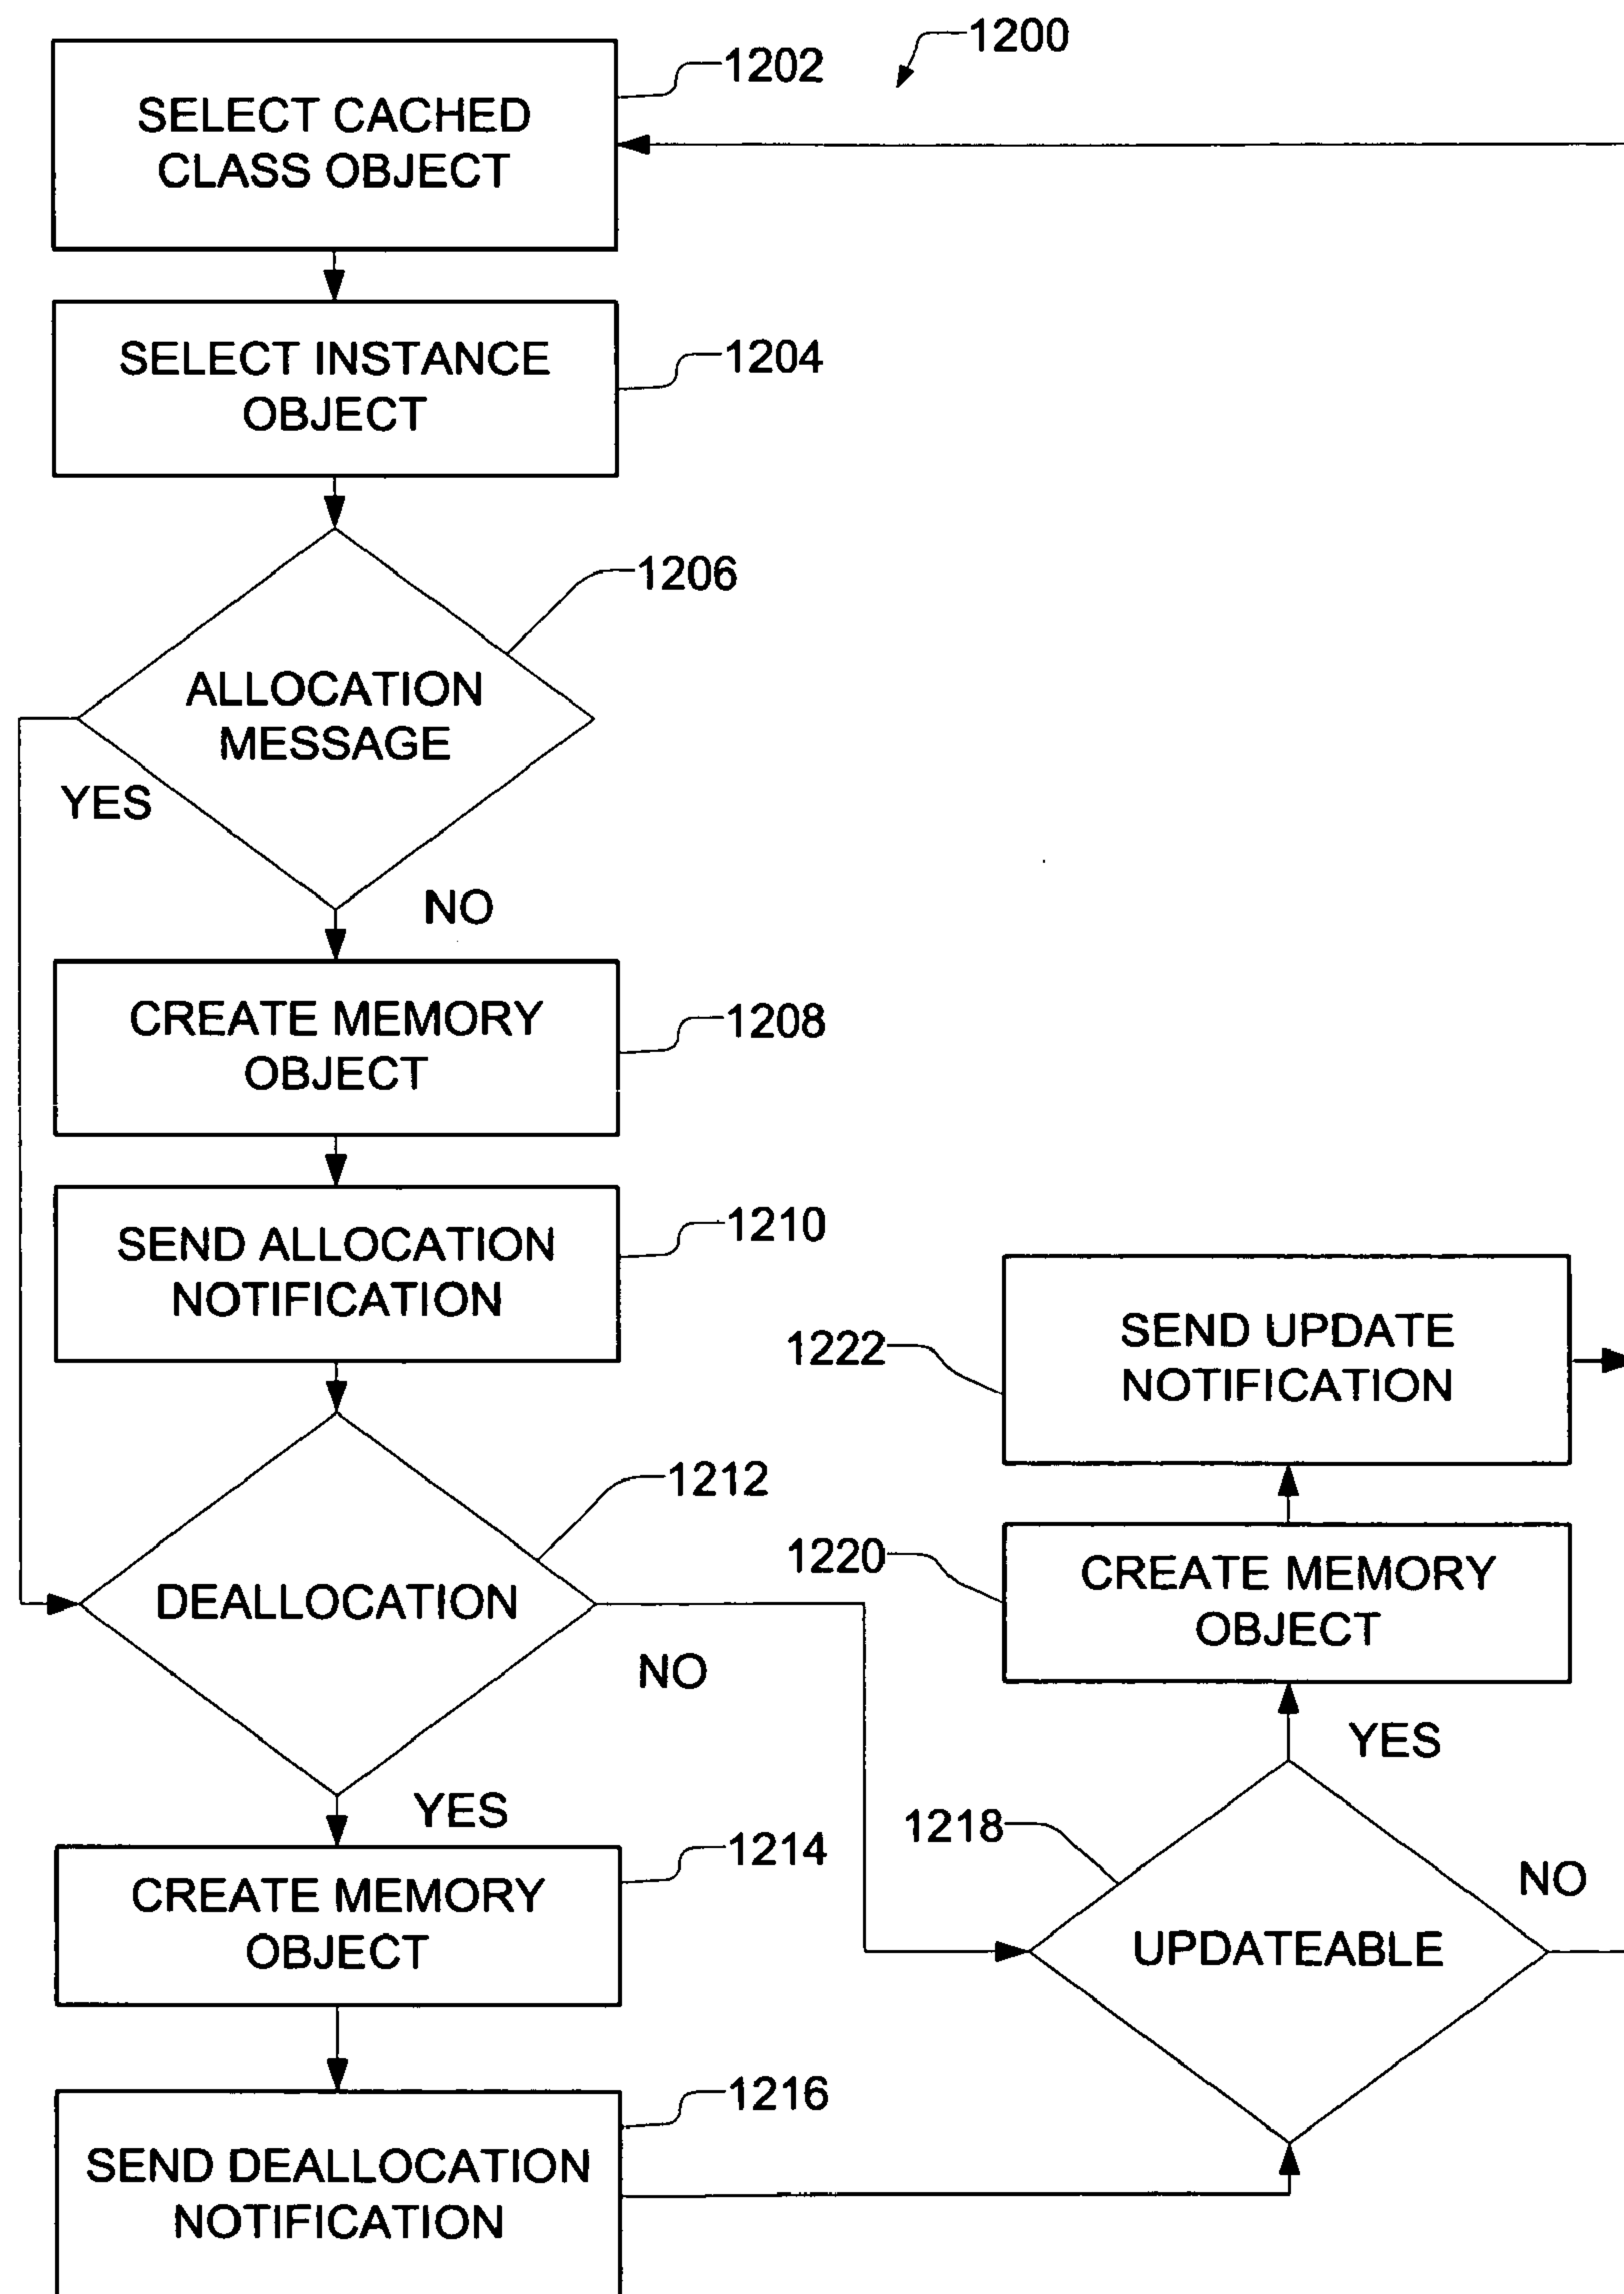 1200
1202
SELECT CACHED
CLASS OBJECT
1204
SELECT INSTANCE
OBJECT
1206
ALLOCATION
MESSAGE
YES
NO
1208
CREATE MEMORY
OBJECT
1210
SEND ALLOCATION
NOTIFICATION
1212
DEALLOCATION
NO
YES
1214
CREATE MEMORY
OBJECT
1216
SEND DEALLOCATION
NOTIFICATION
1222
SEND UPDATE
NOTIFICATION
1220
CREATE MEMORY
OBJECT
YES
1218
NO
UPDATEABLE